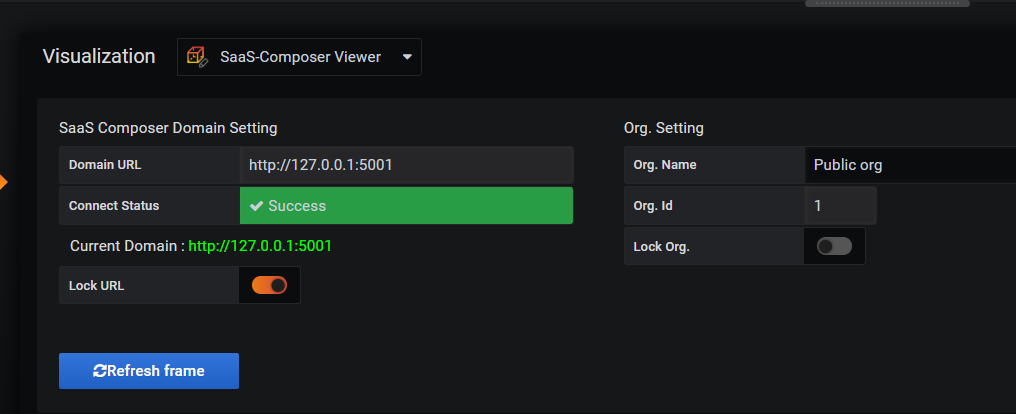 Visualization
SaaS-Composer Viewer
SaaS Composer Domain Setting
Domain URL
http://127.0.0.1:5001
Connect Status
Success
Current Domain : http://127.0.0.1:5001
Lock URL
Refresh frame
Org. Setting
Org. Name
Public org
Org. Id
1
Lock Org.